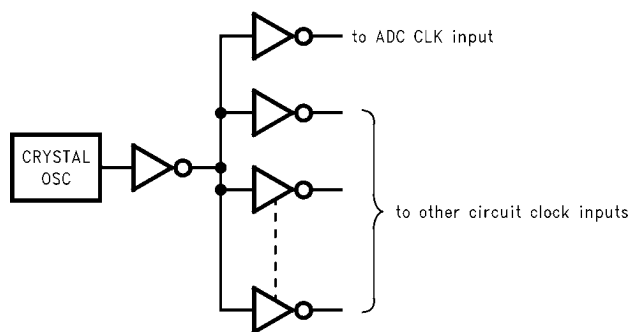 to ADC CLK input
CRYSTAL
OSC
to other circuit clock inputs